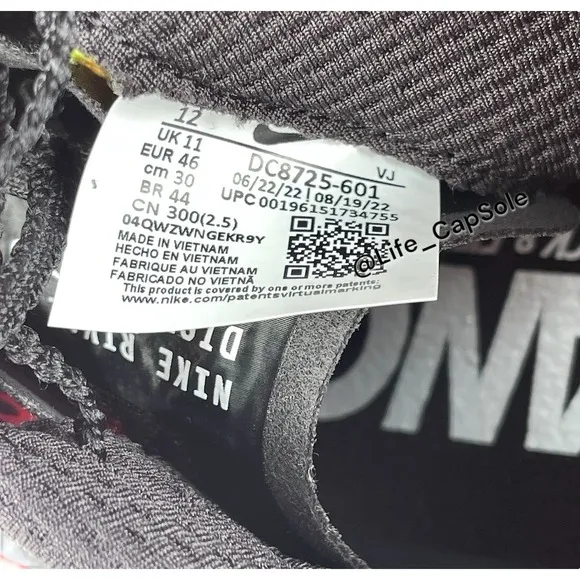 12
UK 11
EUR 46
cm 30
BR 44
CN 300(2.5)
VJ
DC8725-601
06/22/22 | 08/19/22
UPC 00196151734755
04QWZWNGEKR9Y
MADE IN VIETNAM
HECHO EN VIETNAM
FABRIQUE AU VIETNAM
FABRICADO NO VIETNÃ
This product is covered by one or more patents:
www.nike.com/patentsvirtualmarking
@Life_CapSole
NIKE